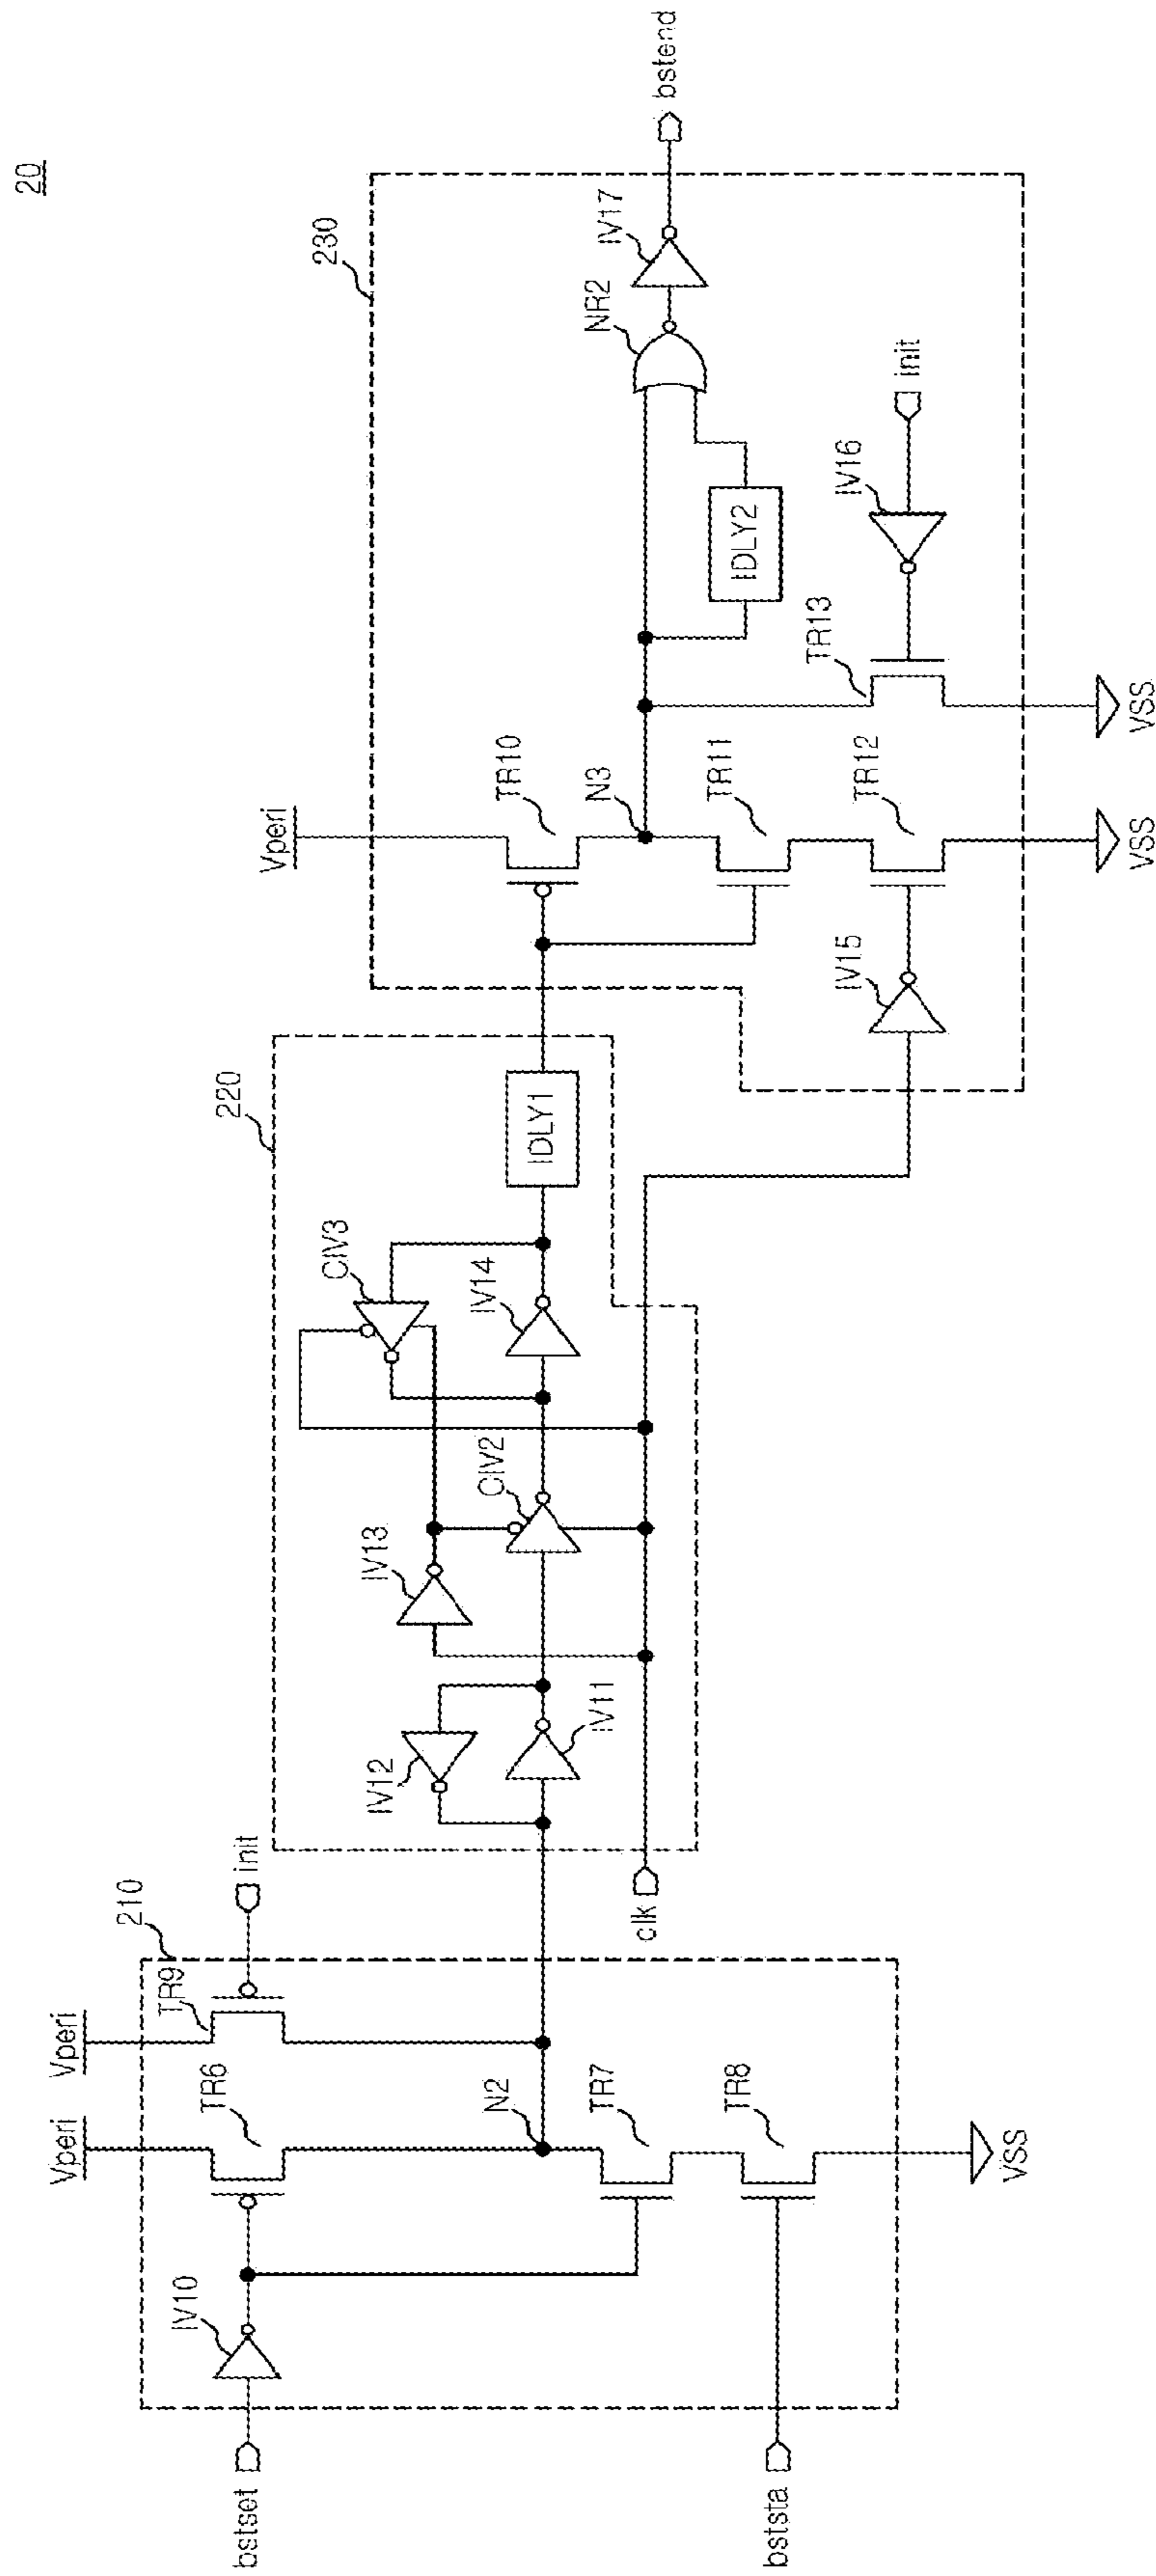 20
210
Vperi
Vperi
TR9
init
TR6
IV10
bstset
N2
TR7
TR8
bststa
VSS
220
clk
IV12
IV11
IV13
CIV2
CIV3
IV14
IDLY1
230
Vperi
TR10
N3
TR11
TR12
IV15
VSS
TR13
VSS
IDLY2
IV16
init
NR2
IV17
bstend